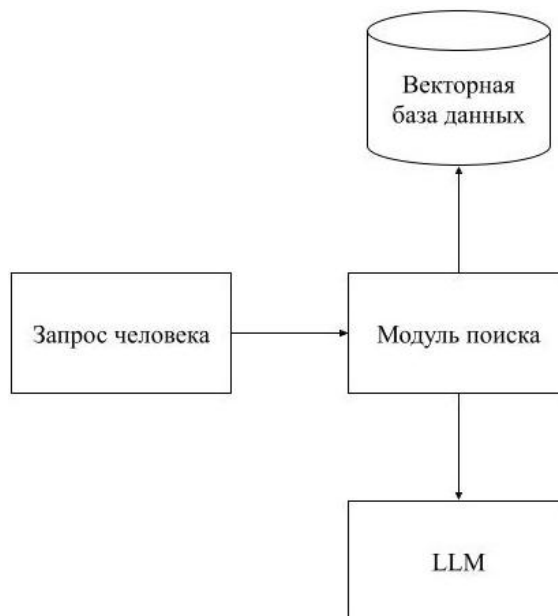 Векторная
база данных
Запрос человека
Модуль поиска
LLM